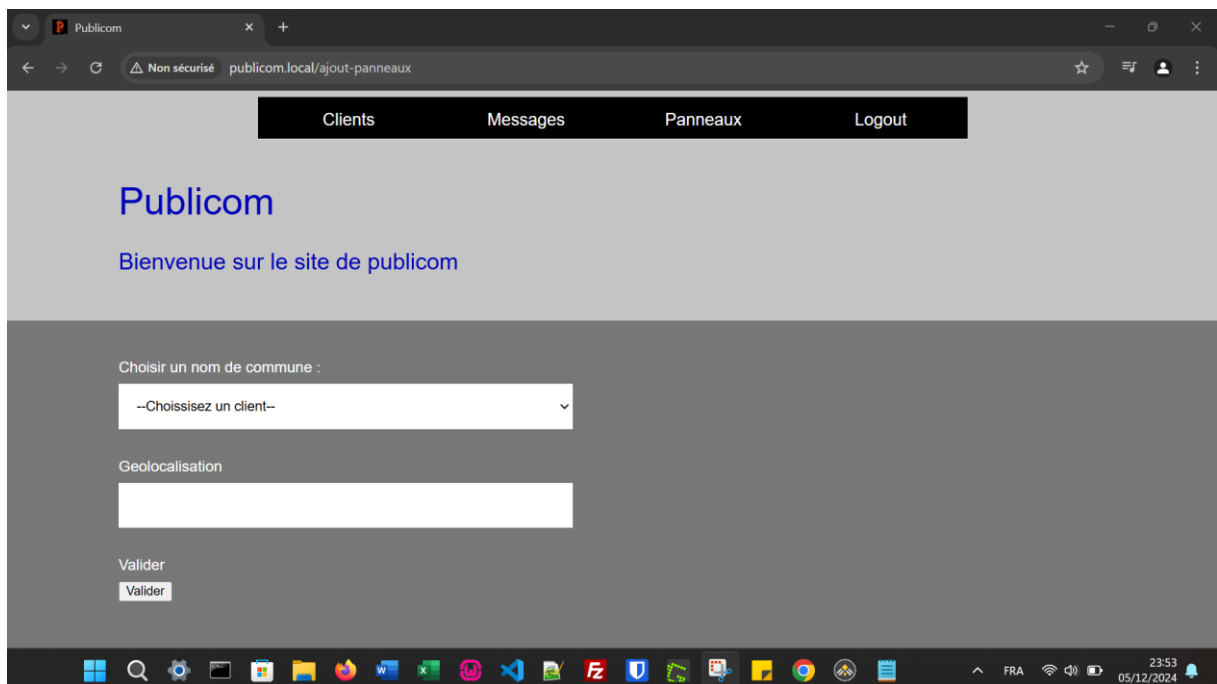 Publicom
Non sécurisé publicom.local/ajout-panneaux
Clients Messages Panneaux Logout
Publicom
Bienvenue sur le site de publicom
Choisir un nom de commune :
--Choissisez un client--
Geolocalisation
Valider
Valider
FRA 23:53
05/12/2024